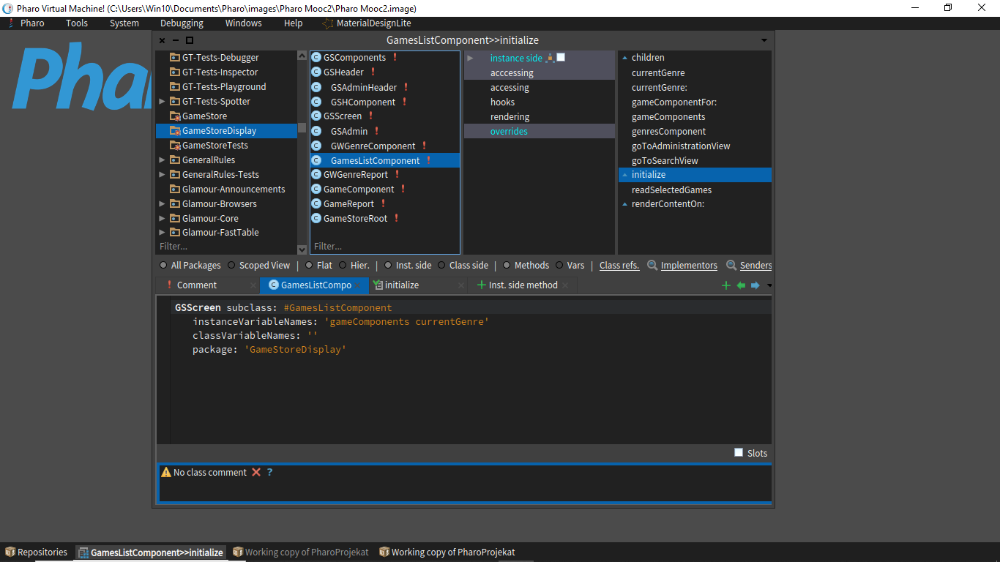 Pharo Virtual Machine! (C:\Users\Win10\Documents\Pharo\images\Pharo Mooc2\Pharo Mooc2.image)
Pharo Tools System Debugging Windows Help MaterialDesignLite
Pha
GamesListComponent>>initialize
GT-Tests-Debugger
GT-Tests-Inspector
GT-Tests-Playground
GT-Tests-Spotter
GameStore
GameStoreDisplay
GameStoreTests
GeneralRules
GeneralRules-Tests
Glamour-Announcements
Glamour-Browsers
Glamour-Core
Glamour-FastTable
Filter...
GSComponents
GSHeader
GSAdminHeader
GSHComponent
GSScreen
GSAdmin
GWGenreComponent
GamesListComponent
GWGenreReport
GameComponent
GameReport
GameStoreRoot
Filter...
instance side
acccessing
accessing
hooks
rendering
overrides
children
currentGenre
currentGenre:
gameComponentFor:
gameComponents
genresComponent
goToAdministrationView
goToSearchView
initialize
readSelectedGames
renderContentOn:
All Packages Scoped View | Flat Hier. | Inst. side Class side | Methods Vars | Class refs. Implementors Senders
Comment GamesListCompo initialize Inst. side method
GSScreen subclass: #GamesListComponent
instanceVariableNames: 'gameComponents currentGenre'
classVariableNames: ''
package: 'GameStoreDisplay'
Slots
No class comment ?
Repositories GamesListComponent>>initialize Working copy of PharoProjekat Working copy of PharoProjekat